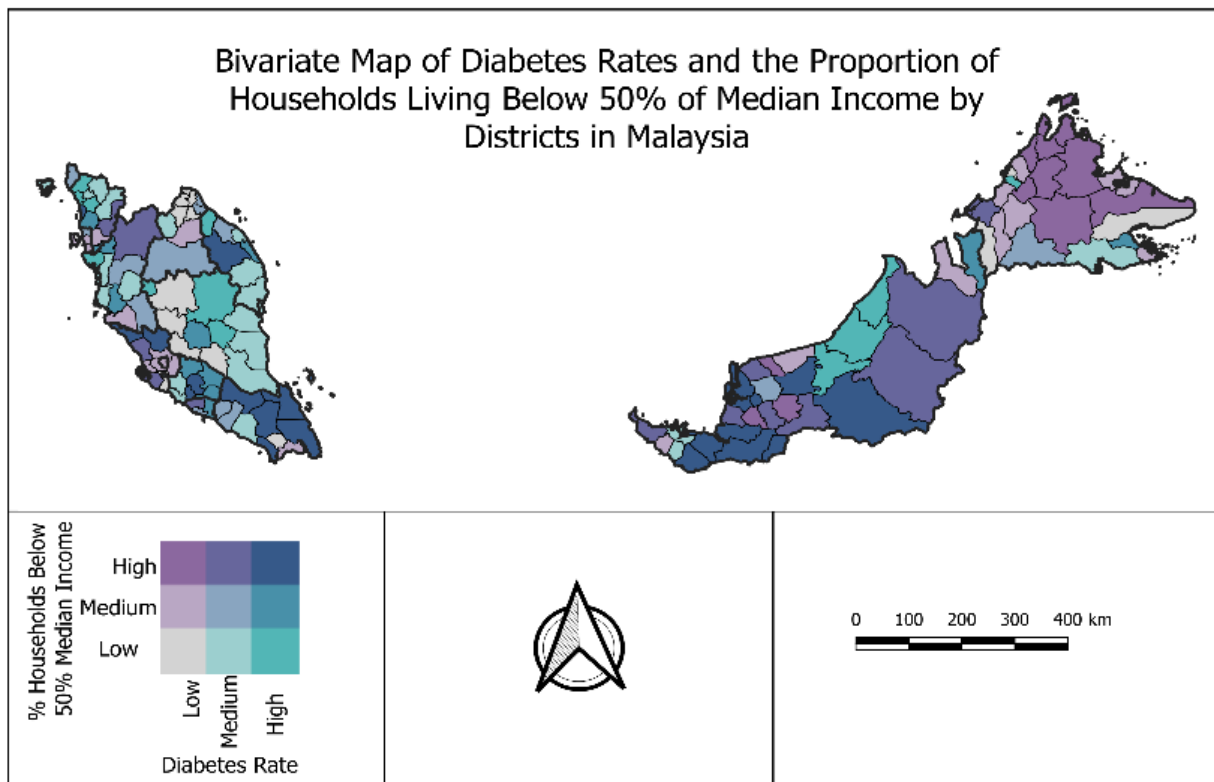 Bivariate Map of Diabetes Rates and the Proportion of
Households Living Below 50% of Median Income by
Districts in Malaysia
% Households Below
50% Median Income
High
Medium
Low
Low
Medium
High
Diabetes Rate
0 100 200 300 400 km